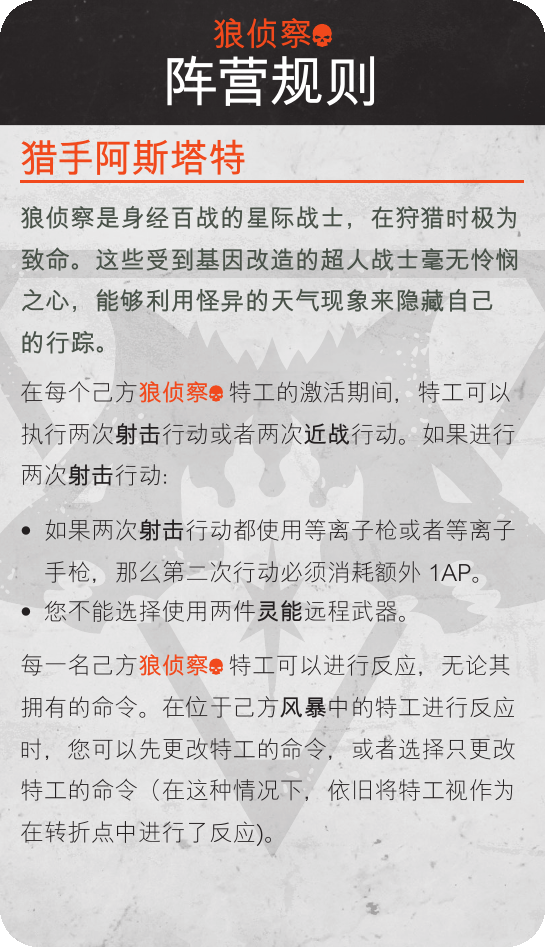 狼侦察
阵营规则
猎手阿斯塔特
狼侦察是身经百战的星际战士，在狩猎时极为
致命。这些受到基因改造的超人战士毫无怜悯
之心，能够利用怪异的天气现象来隐藏自己
的行踪。
在每个己方狼侦察特工的激活期间，特工可以
执行两次射击行动或者两次近战行动。如果进行
两次射击行动:
• 如果两次射击行动都使用等离子枪或者等离子
手枪，那么第二次行动必须消耗额外 1AP。
• 您不能选择使用两件灵能远程武器。
每一名己方狼侦察特工可以进行反应，无论其
拥有的命令。在位于己方风暴中的特工进行反应
时，您可以先更改特工的命令，或者选择只更改
特工的命令（在这种情况下，依旧将特工视作为
在转折点中进行了反应)。